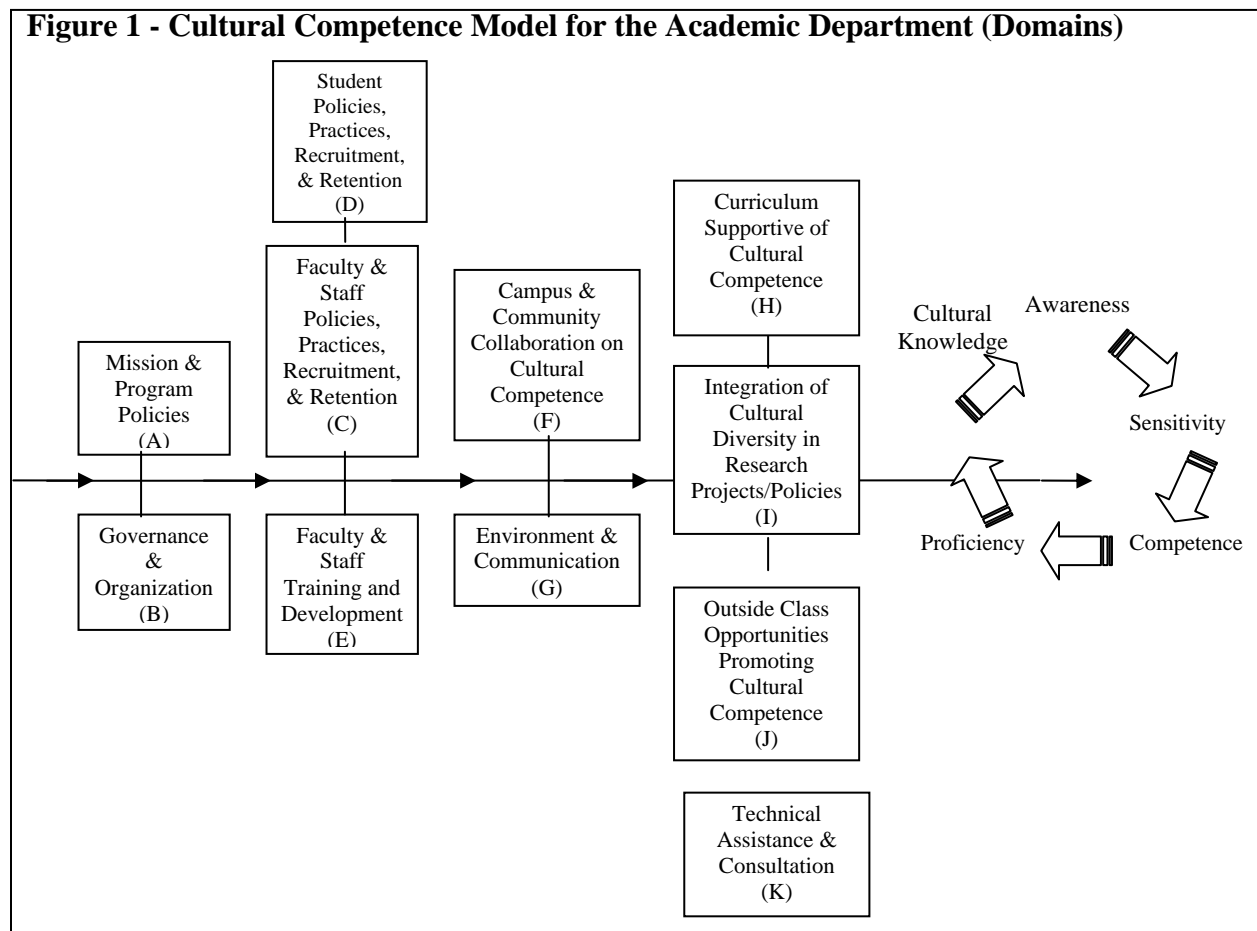 Figure 1 - Cultural Competence Model for the Academic Department (Domains)
Student
Policies,
Practices,
Recruitment,
& Retention
(D)
Faculty &
Staff
Policies,
Practices,
Recruitment,
& Retention
(C)
Mission &
Program
Policies
(A)
Governance
&
Organization
(B)
Faculty &
Staff
Training and
Development
(E)
Campus &
Community
Collaboration on
Cultural
Competence
(F)
Environment &
Communication
(G)
Curriculum
Supportive of
Cultural
Competence
(H)
Integration of
Cultural
Diversity in
Research
Projects/Policies
(I)
Outside Class
Opportunities
Promoting
Cultural
Competence
(J)
Technical
Assistance &
Consultation
(K)
Cultural
Knowledge
Awareness
Sensitivity
Competence
Proficiency